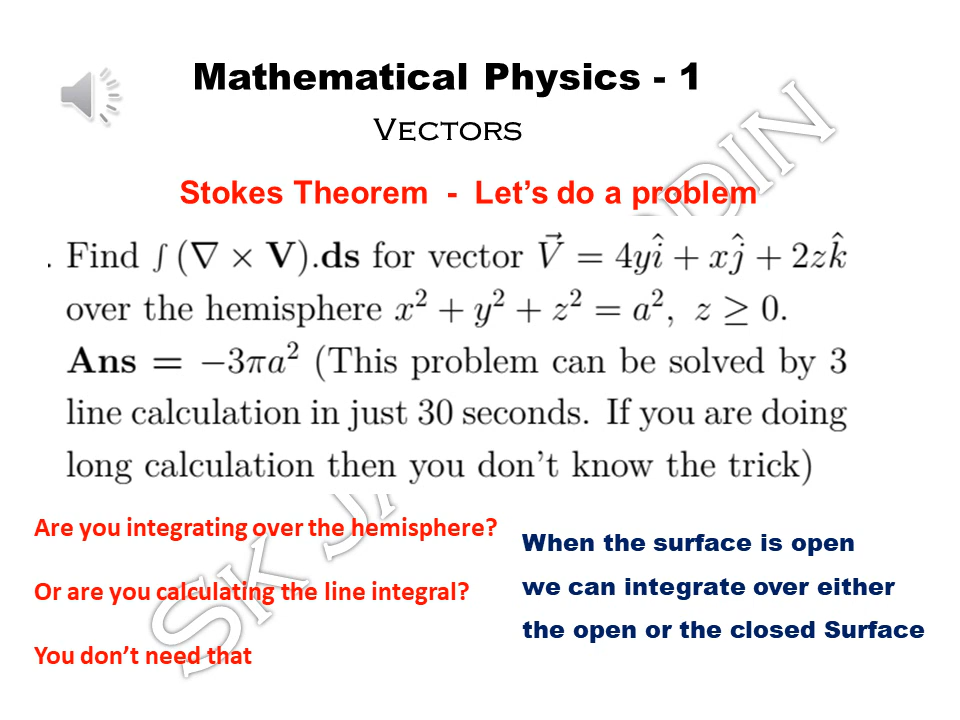 Mathematical Physics - 1
Vectors
Stokes Theorem - Let's do a problem
. Find ∫ (∇ × V).ds for vector V⃗ = 4yî + xĵ + 2zk̂
over the hemisphere x² + y² + z² = a², z ≥ 0.
Ans = −3πa² (This problem can be solved by 3
line calculation in just 30 seconds. If you are doing
long calculation then you don't know the trick)
Are you integrating over the hemisphere?
Or are you calculating the line integral?
You don't need that
When the surface is open
we can integrate over either
the open or the closed Surface